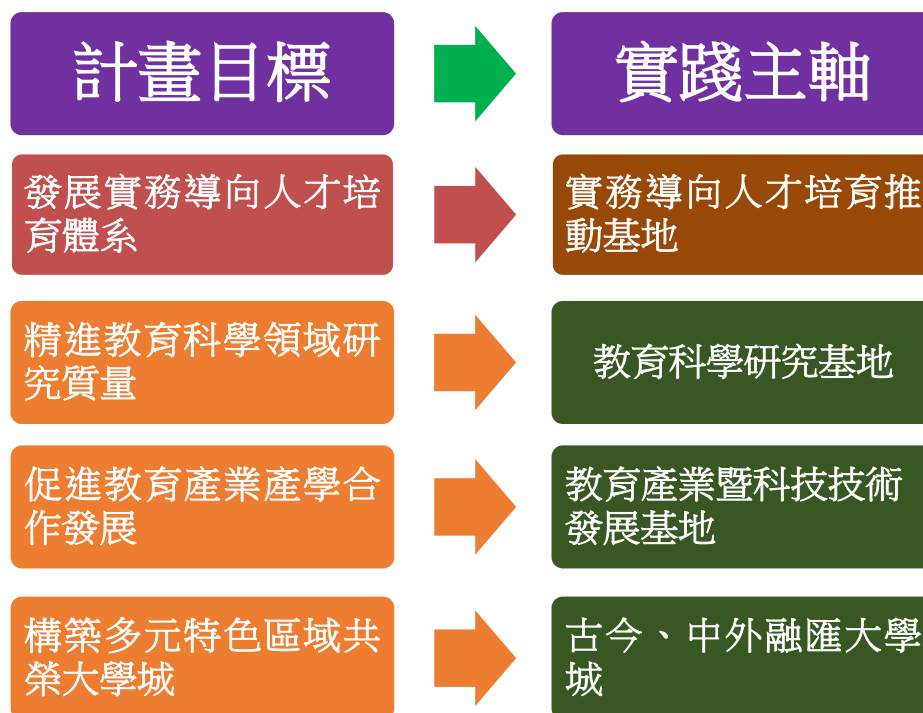 計畫目標
實踐主軸
發展實務導向人才培
育體系
實務導向人才培育推
動基地
精進教育科學領域研
究質量
教育科學研究基地
促進教育產業產學合
作發展
教育產業暨科技技術
發展基地
構築多元特色區域共
榮大學城
古今、中外融匯大學
城